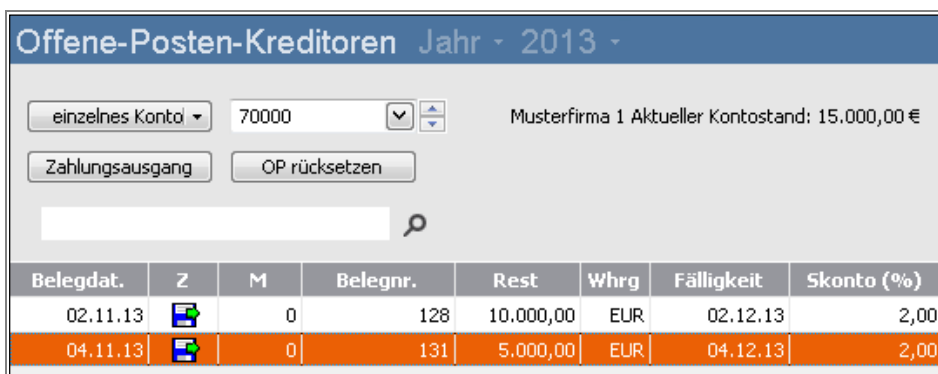 Offene-Posten-Kreditoren Jahr - 2013 -
einzelnes Konto 70000 Musterfirma 1 Aktueller Kontostand: 15.000,00 €
Zahlungsausgang OP rücksetzen
Belegdat. Z M Belegnr. Rest Whrg Fälligkeit Skonto (%)
02.11.13 0 128 10.000,00 EUR 02.12.13 2,00
04.11.13 0 131 5.000,00 EUR 04.12.13 2,00